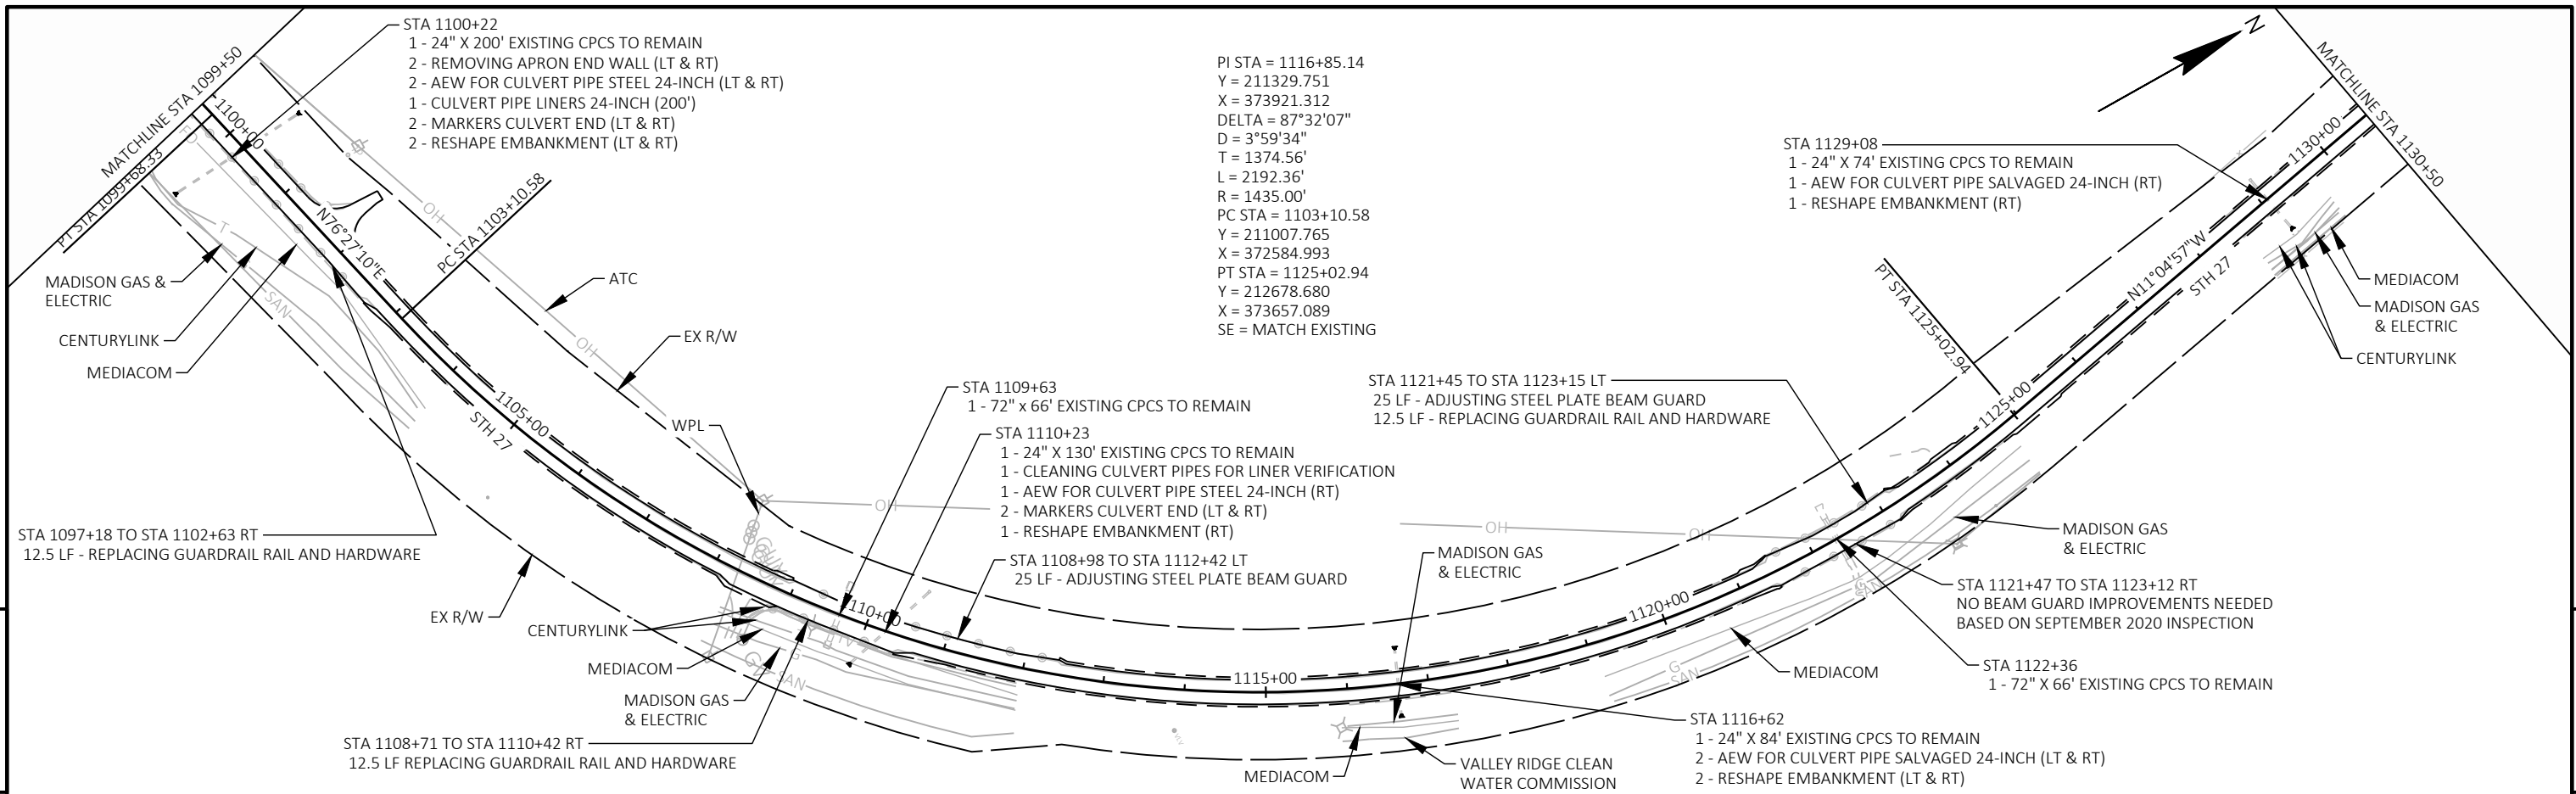 STA 1100+22
1 - 24" X 200' EXISTING CPCS TO REMAIN
2 - REMOVING APRON END WALL (LT & RT)
2 - AEW FOR CULVERT PIPE STEEL 24-INCH (LT & RT)
1 - CULVERT PIPE LINERS 24-INCH (200')
2 - MARKERS CULVERT END (LT & RT)
2 - RESHAPE EMBANKMENT (LT & RT)
MATCHLINE STA 1099+50
PT STA 1099+68.33
1100+00
N76°27'10"E
PC STA 1103+10.58
PI STA = 1116+85.14
Y = 211329.751
X = 373921.312
DELTA = 87°32'07"
D = 3°59'34"
T = 1374.56'
L = 2192.36'
R = 1435.00'
PC STA = 1103+10.58
Y = 211007.765
X = 372584.993
PT STA = 1125+02.94
Y = 212678.680
X = 373657.089
SE = MATCH EXISTING
N
MATCHLINE STA 1130+50
1130+00
STA 1129+08
1 - 24" X 74' EXISTING CPCS TO REMAIN
1 - AEW FOR CULVERT PIPE SALVAGED 24-INCH (RT)
1 - RESHAPE EMBANKMENT (RT)
N11°04'57"W
STH 27
PT STA 1125+02.94
1125+00
MEDIACOM
MADISON GAS
& ELECTRIC
CENTURYLINK
MADISON GAS &
ELECTRIC
CENTURYLINK
MEDIACOM
T
SAN
OH
OH
ATC
EX R/W
WPL
1105+00
STH 27
STA 1109+63
1 - 72" x 66' EXISTING CPCS TO REMAIN
STA 1110+23
1 - 24" X 130' EXISTING CPCS TO REMAIN
1 - CLEANING CULVERT PIPES FOR LINER VERIFICATION
1 - AEW FOR CULVERT PIPE STEEL 24-INCH (RT)
2 - MARKERS CULVERT END (LT & RT)
1 - RESHAPE EMBANKMENT (RT)
STA 1108+98 TO STA 1112+42 LT
25 LF - ADJUSTING STEEL PLATE BEAM GUARD
STA 1121+45 TO STA 1123+15 LT
25 LF - ADJUSTING STEEL PLATE BEAM GUARD
12.5 LF - REPLACING GUARDRAIL RAIL AND HARDWARE
OH
OH
OH
STA 1097+18 TO STA 1102+63 RT
12.5 LF - REPLACING GUARDRAIL RAIL AND HARDWARE
EX R/W
CENTURYLINK
MEDIACOM
MADISON GAS
& ELECTRIC
G
SAN
STA 1108+71 TO STA 1110+42 RT
12.5 LF REPLACING GUARDRAIL RAIL AND HARDWARE
1110+00
1115+00
1120+00
MADISON GAS
& ELECTRIC
MEDIACOM
VALLEY RIDGE CLEAN
WATER COMMISSION
G
SAN
SAN
MEDIACOM
MADISON GAS
& ELECTRIC
STA 1121+47 TO STA 1123+12 RT
NO BEAM GUARD IMPROVEMENTS NEEDED
BASED ON SEPTEMBER 2020 INSPECTION
STA 1122+36
1 - 72" X 66' EXISTING CPCS TO REMAIN
STA 1116+62
1 - 24" X 84' EXISTING CPCS TO REMAIN
2 - AEW FOR CULVERT PIPE SALVAGED 24-INCH (LT & RT)
2 - RESHAPE EMBANKMENT (LT & RT)